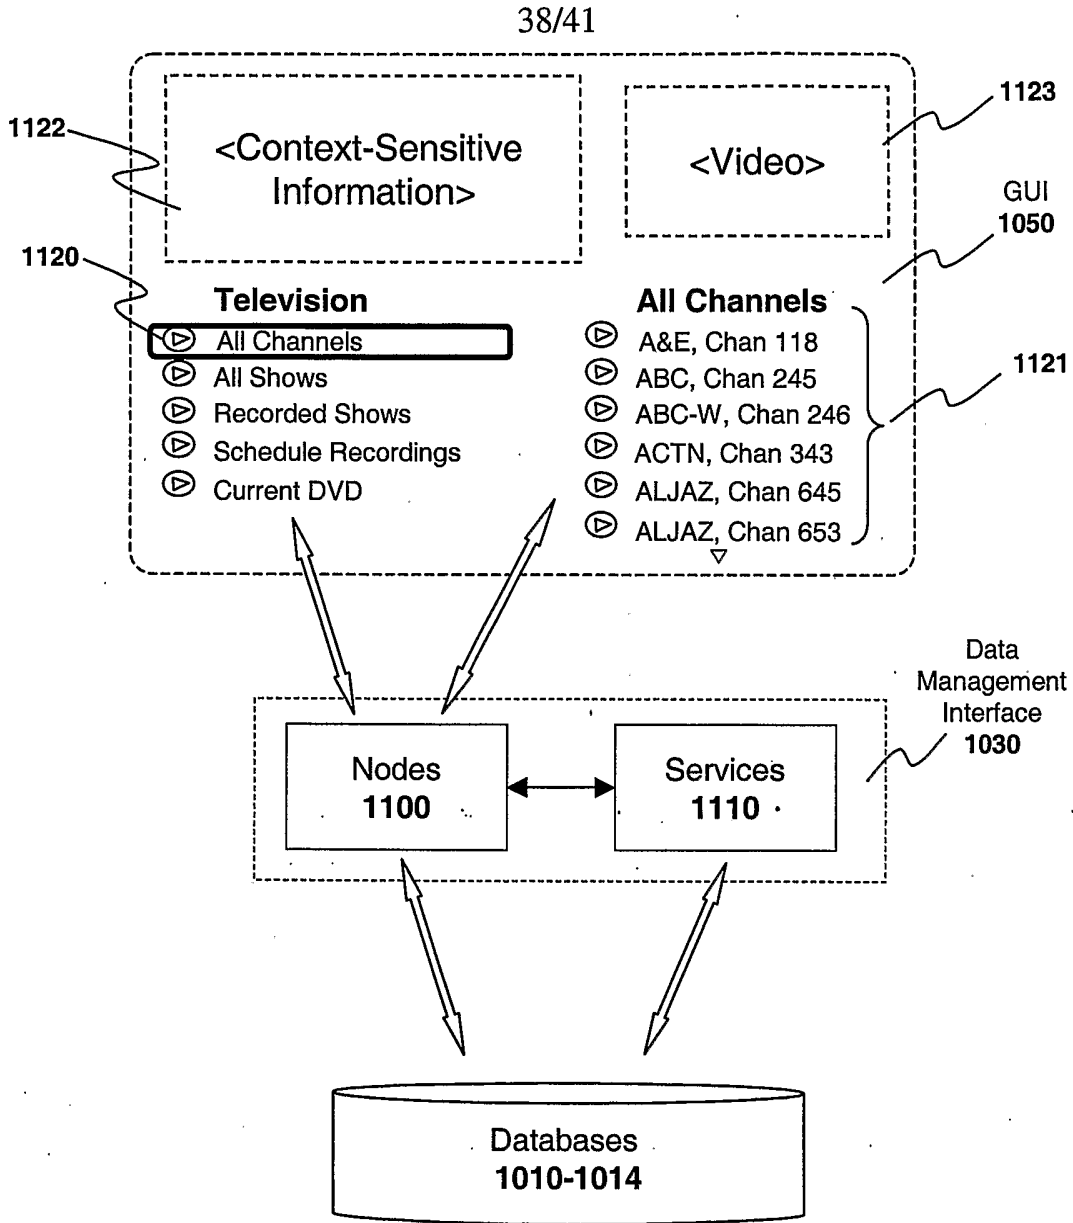 38/41
1122
<Context-Sensitive
Information>
<Video>
1123
GUI
1050
1120
Television
All Channels
All Shows
Recorded Shows
Schedule Recordings
Current DVD
All Channels
A&E, Chan 118
ABC, Chan 245
ABC-W, Chan 246
ACTN, Chan 343
ALJAZ, Chan 645
ALJAZ, Chan 653
1121
Data
Management
Interface
1030
Nodes
1100
Services
1110
Databases
1010-1014